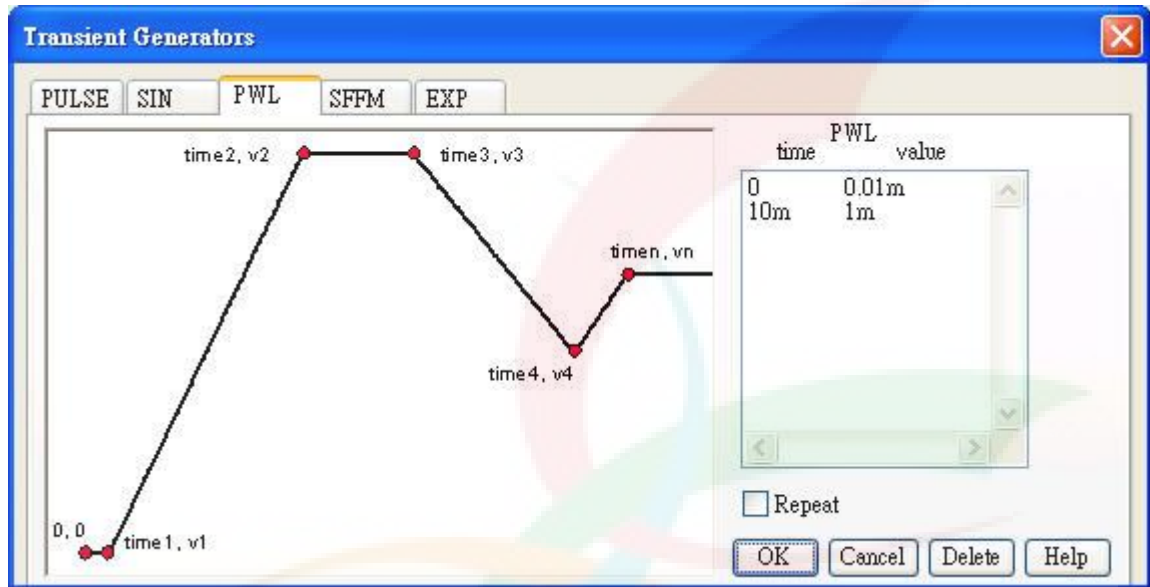 Transient Generators
PULSE SIN PWL SFFM EXP
time2, v2
time3, v3
timen, vn
time4, v4
0, 0
time1, v1
PWL
time value
0 0.01m
10m 1m
Repeat
OK Cancel Delete Help